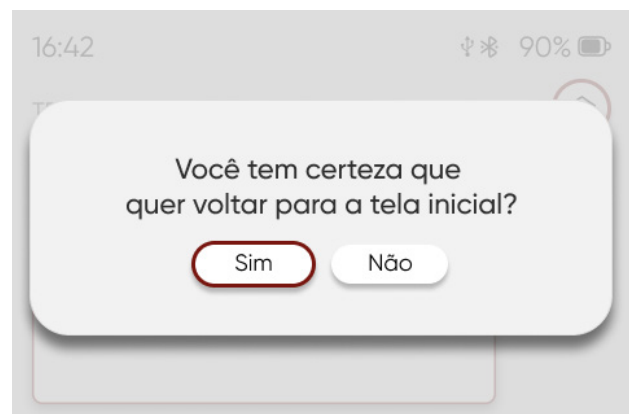 16:42
90%
Você tem certeza que
quer voltar para a tela inicial?
Sim
Não